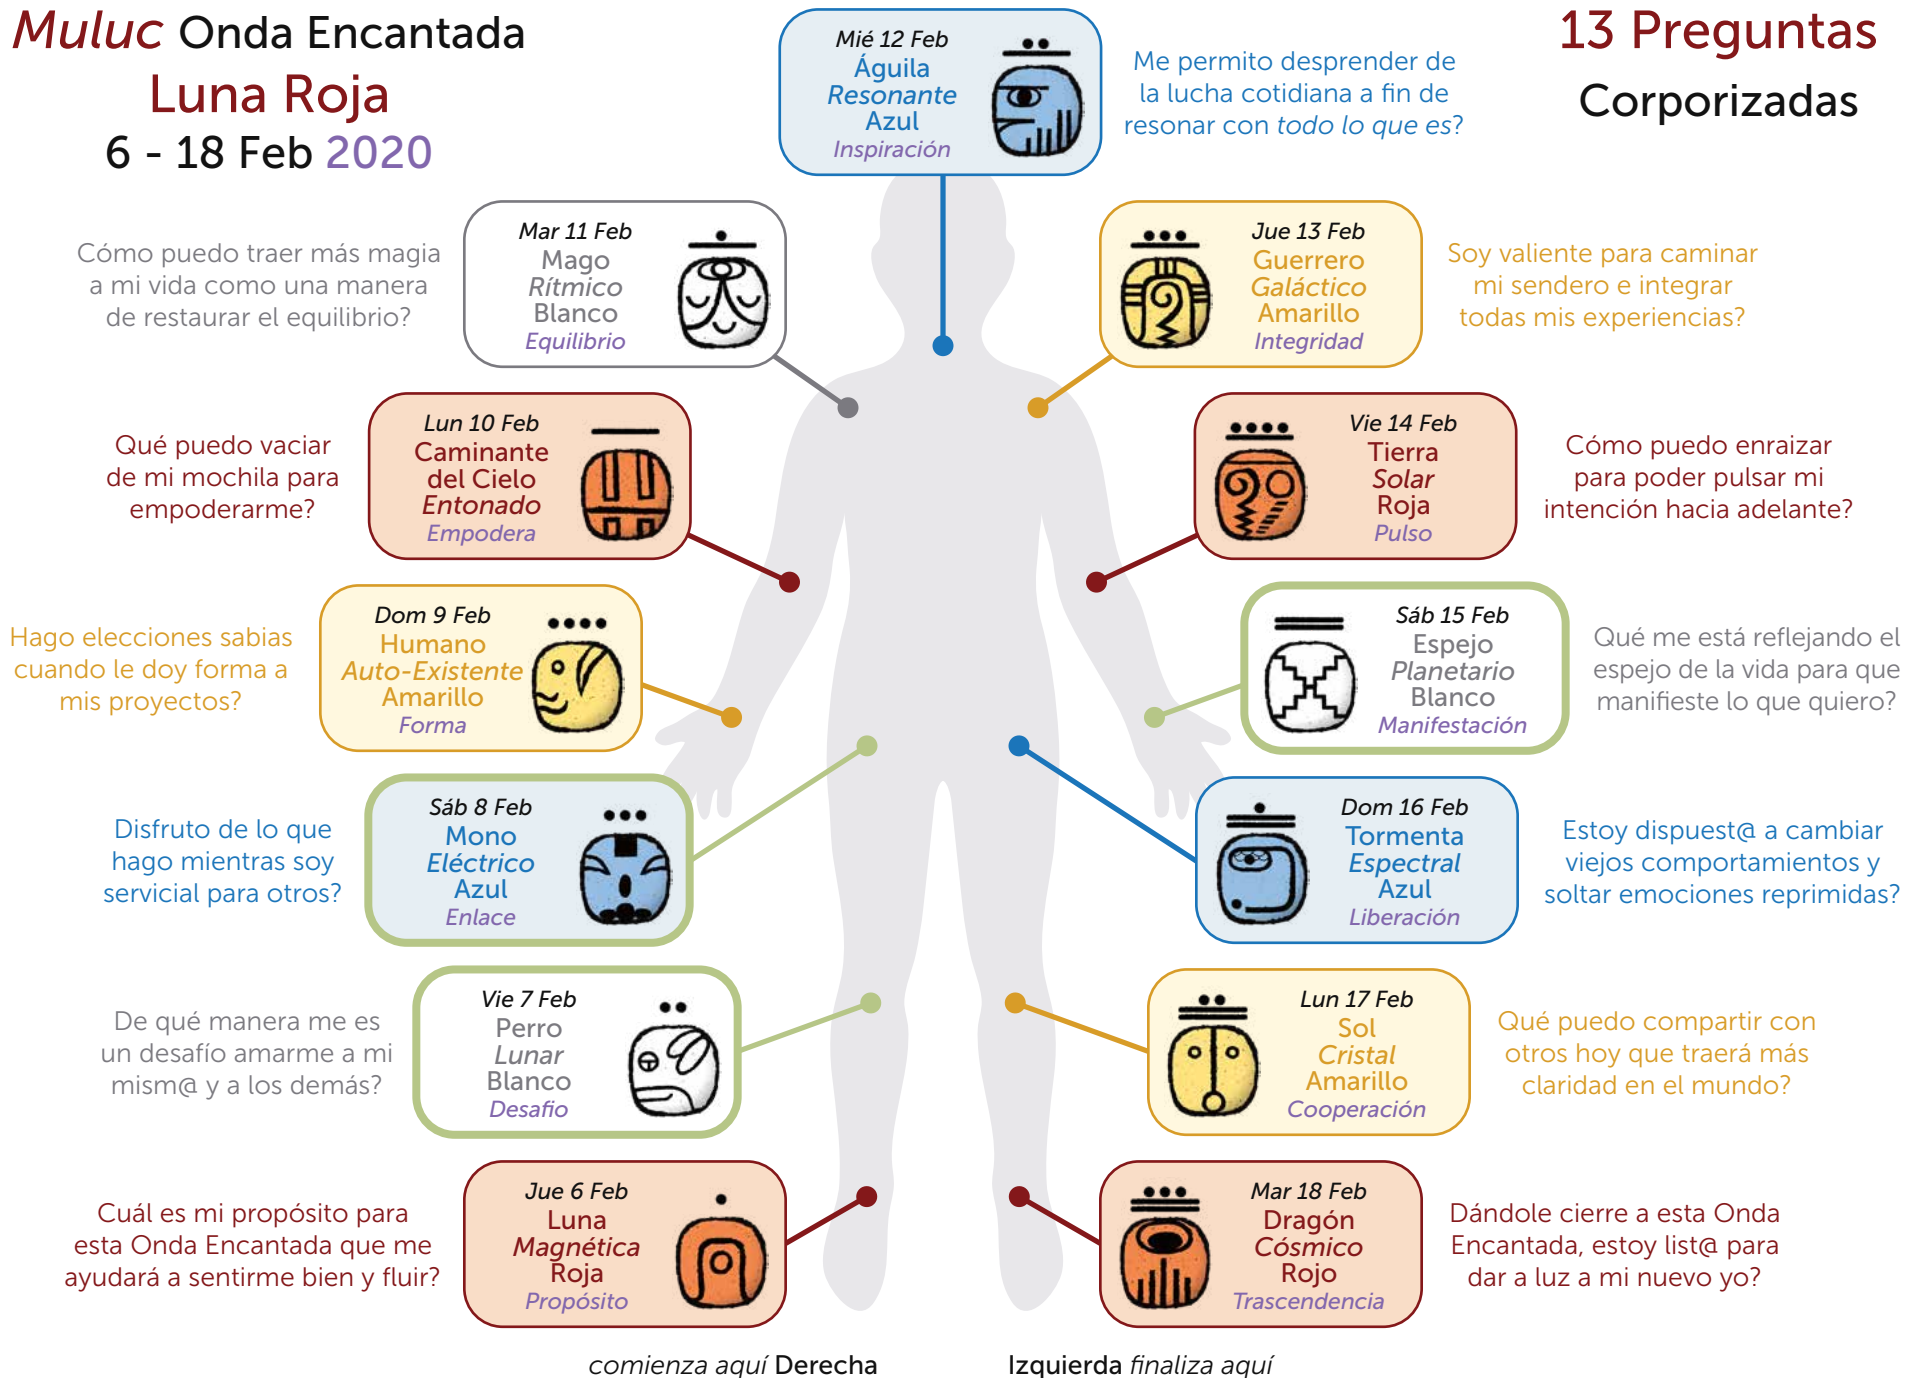 Muluc Onda Encantada
Luna Roja
6 - 18 Feb 2020
13 Preguntas
Corporizadas
Mié 12 Feb
Águila
Resonante
Azul
Inspiración
Me permito desprender de
la lucha cotidiana a fin de
resonar con todo lo que es?
Cómo puedo traer más magia
a mi vida como una manera
de restaurar el equilibrio?
Mar 11 Feb
Mago
Rítmico
Blanco
Equilibrio
Jue 13 Feb
Guerrero
Galáctico
Amarillo
Integridad
Soy valiente para caminar
mi sendero e integrar
todas mis experiencias?
Qué puedo vaciar
de mi mochila para
empoderarme?
Lun 10 Feb
Caminante
del Cielo
Entonado
Empodera
Vie 14 Feb
Tierra
Solar
Roja
Pulso
Cómo puedo enraizar
para poder pulsar mi
intención hacia adelante?
Hago elecciones sabias
cuando le doy forma a
mis proyectos?
Dom 9 Feb
Humano
Auto-Existente
Amarillo
Forma
Sáb 15 Feb
Espejo
Planetario
Blanco
Manifestación
Qué me está reflejando el
espejo de la vida para que
manifieste lo que quiero?
Disfruto de lo que
hago mientras soy
servicial para otros?
Sáb 8 Feb
Mono
Eléctrico
Azul
Enlace
Dom 16 Feb
Tormenta
Espectral
Azul
Liberación
Estoy dispuest@ a cambiar
viejos comportamientos y
soltar emociones reprimidas?
De qué manera me es
un desafío amarme a mi
mism@ y a los demás?
Vie 7 Feb
Perro
Lunar
Blanco
Desafio
Lun 17 Feb
Sol
Cristal
Amarillo
Cooperación
Qué puedo compartir con
otros hoy que traerá más
claridad en el mundo?
Cuál es mi propósito para
esta Onda Encantada que me
ayudará a sentirme bien y fluir?
Jue 6 Feb
Luna
Magnética
Roja
Propósito
Mar 18 Feb
Dragón
Cósmico
Rojo
Trascendencia
Dándole cierre a esta Onda
Encantada, estoy list@ para
dar a luz a mi nuevo yo?
comienza aquí Derecha
Izquierda finaliza aquí